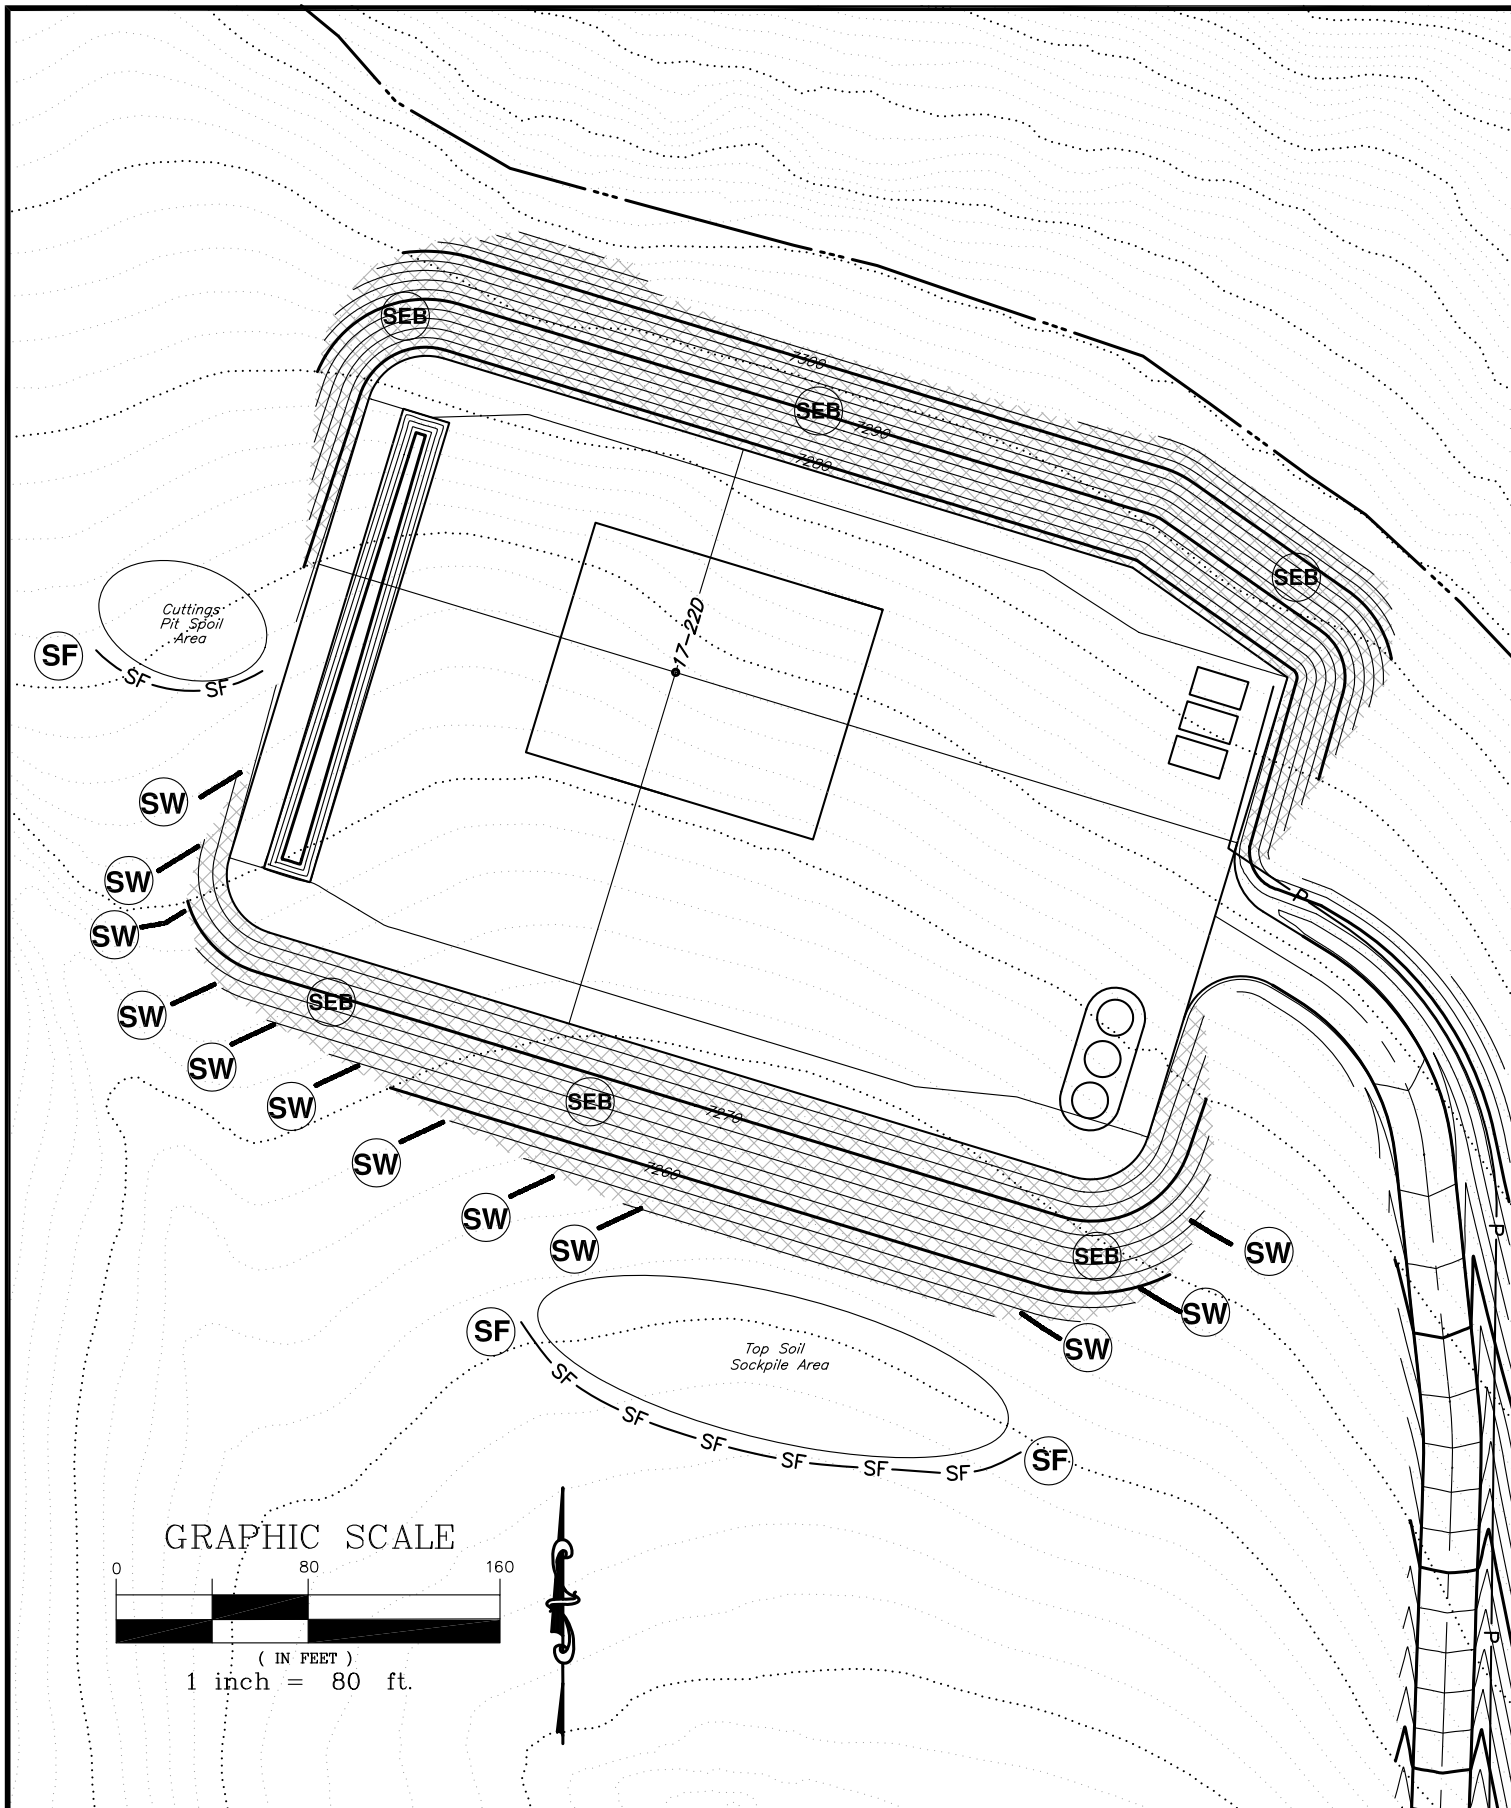 SEB
7300
SEB
7290
7280
SEB
Cuttings
Pit Spoil
Area
17-22D
SF
SF
SF
SW
SW
P
SW
SW
SEB
SW
SW
SEB
7270
SW
7260
SW
SW
SEB
SW
P
SW
SF
SW
Top Soil
Sockpile Area
SF
SF
SF
SF
SF
SF
SF
GRAPHIC SCALE
0 80 160
( IN FEET )
1 inch = 80 ft.
P